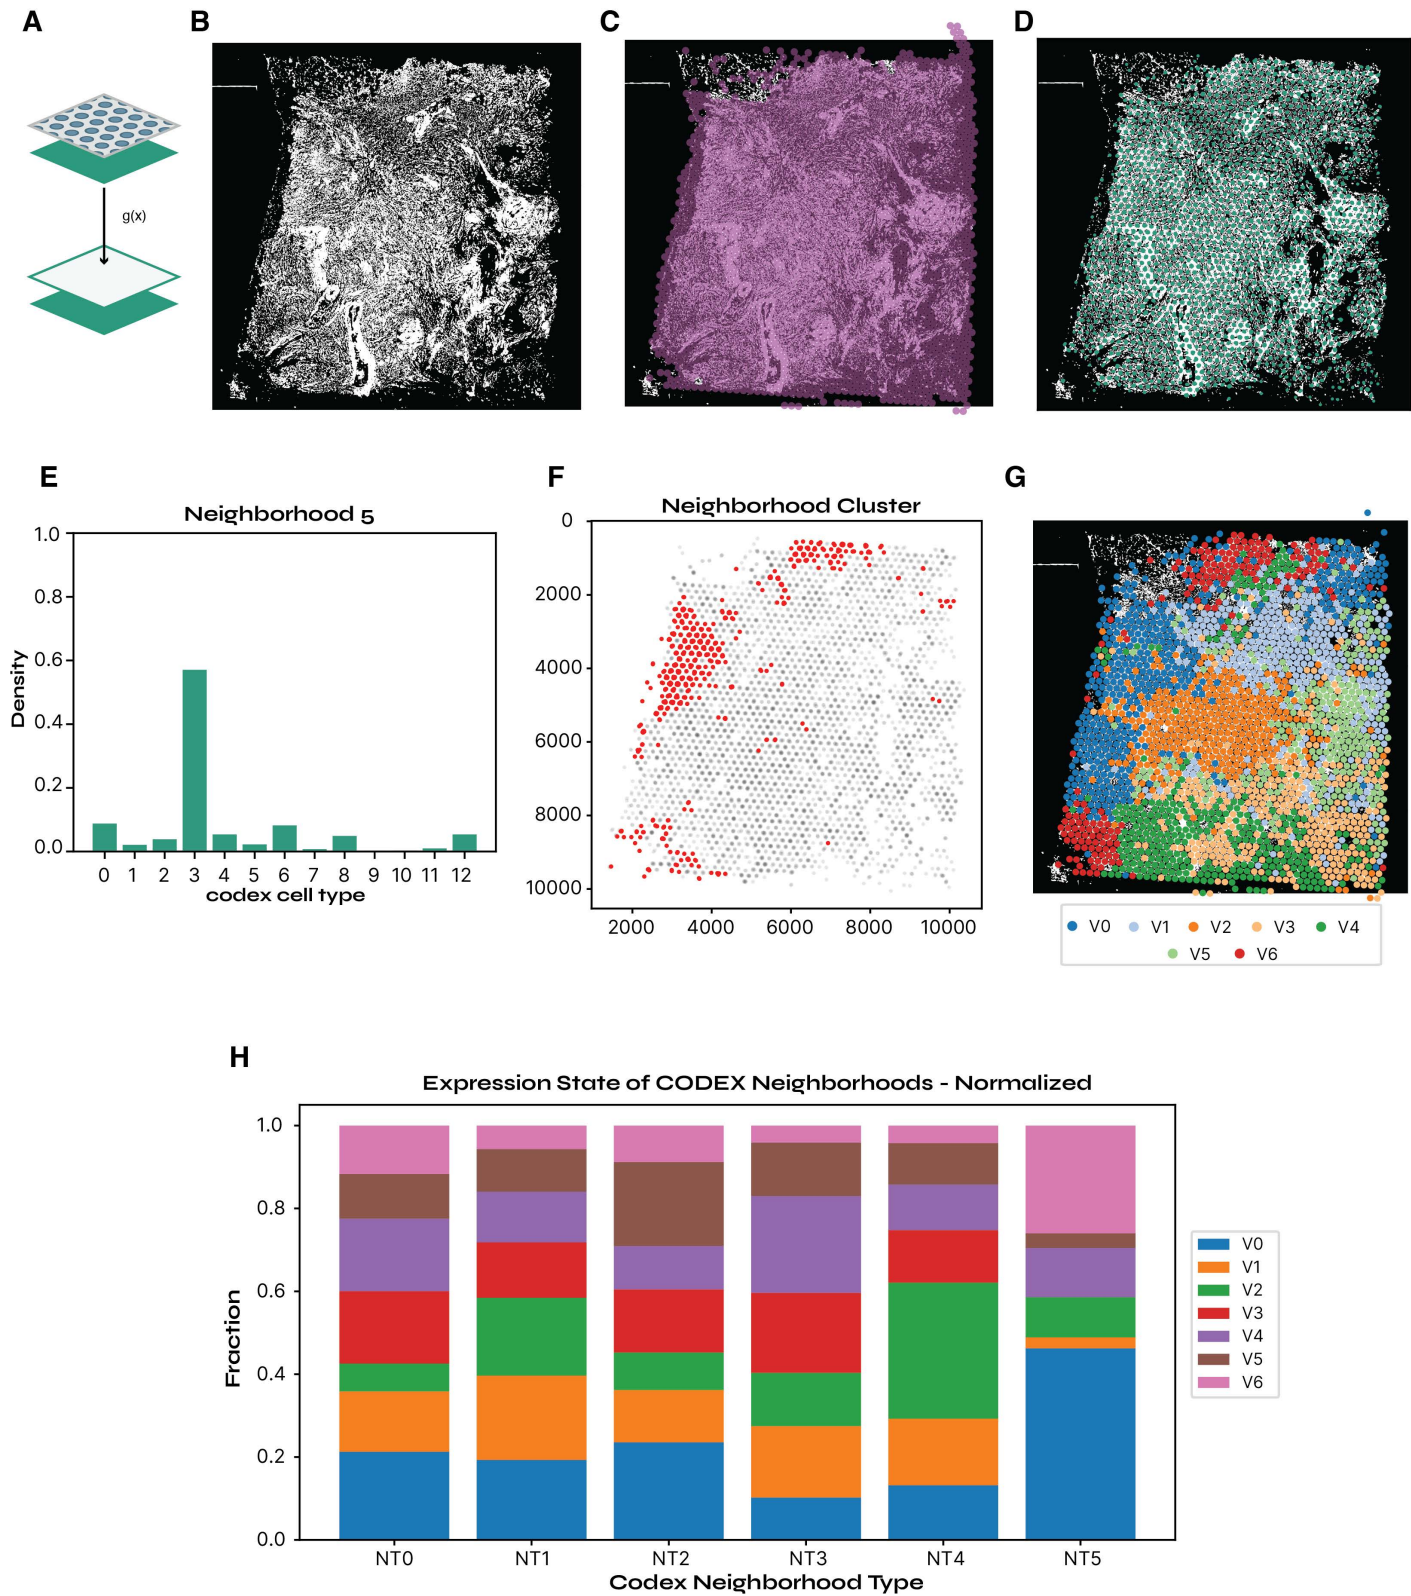 A
B
C
D
g(x)
E
F
G
Neighborhood 5
1.0
0.8
0.6
0.4
0.2
0.0
Density
0 1 2 3 4 5 6 7 8 9 10 11 12
codex cell type
Neighborhood Cluster
0
2000
4000
6000
8000
10000
2000 4000 6000 8000 10000
V0 V1 V2 V3 V4
V5 V6
H
Expression State of CODEX Neighborhoods - Normalized
1.0
0.8
0.6
0.4
0.2
0.0
Fraction
NT0 NT1 NT2 NT3 NT4 NT5
Codex Neighborhood Type
V0
V1
V2
V3
V4
V5
V6